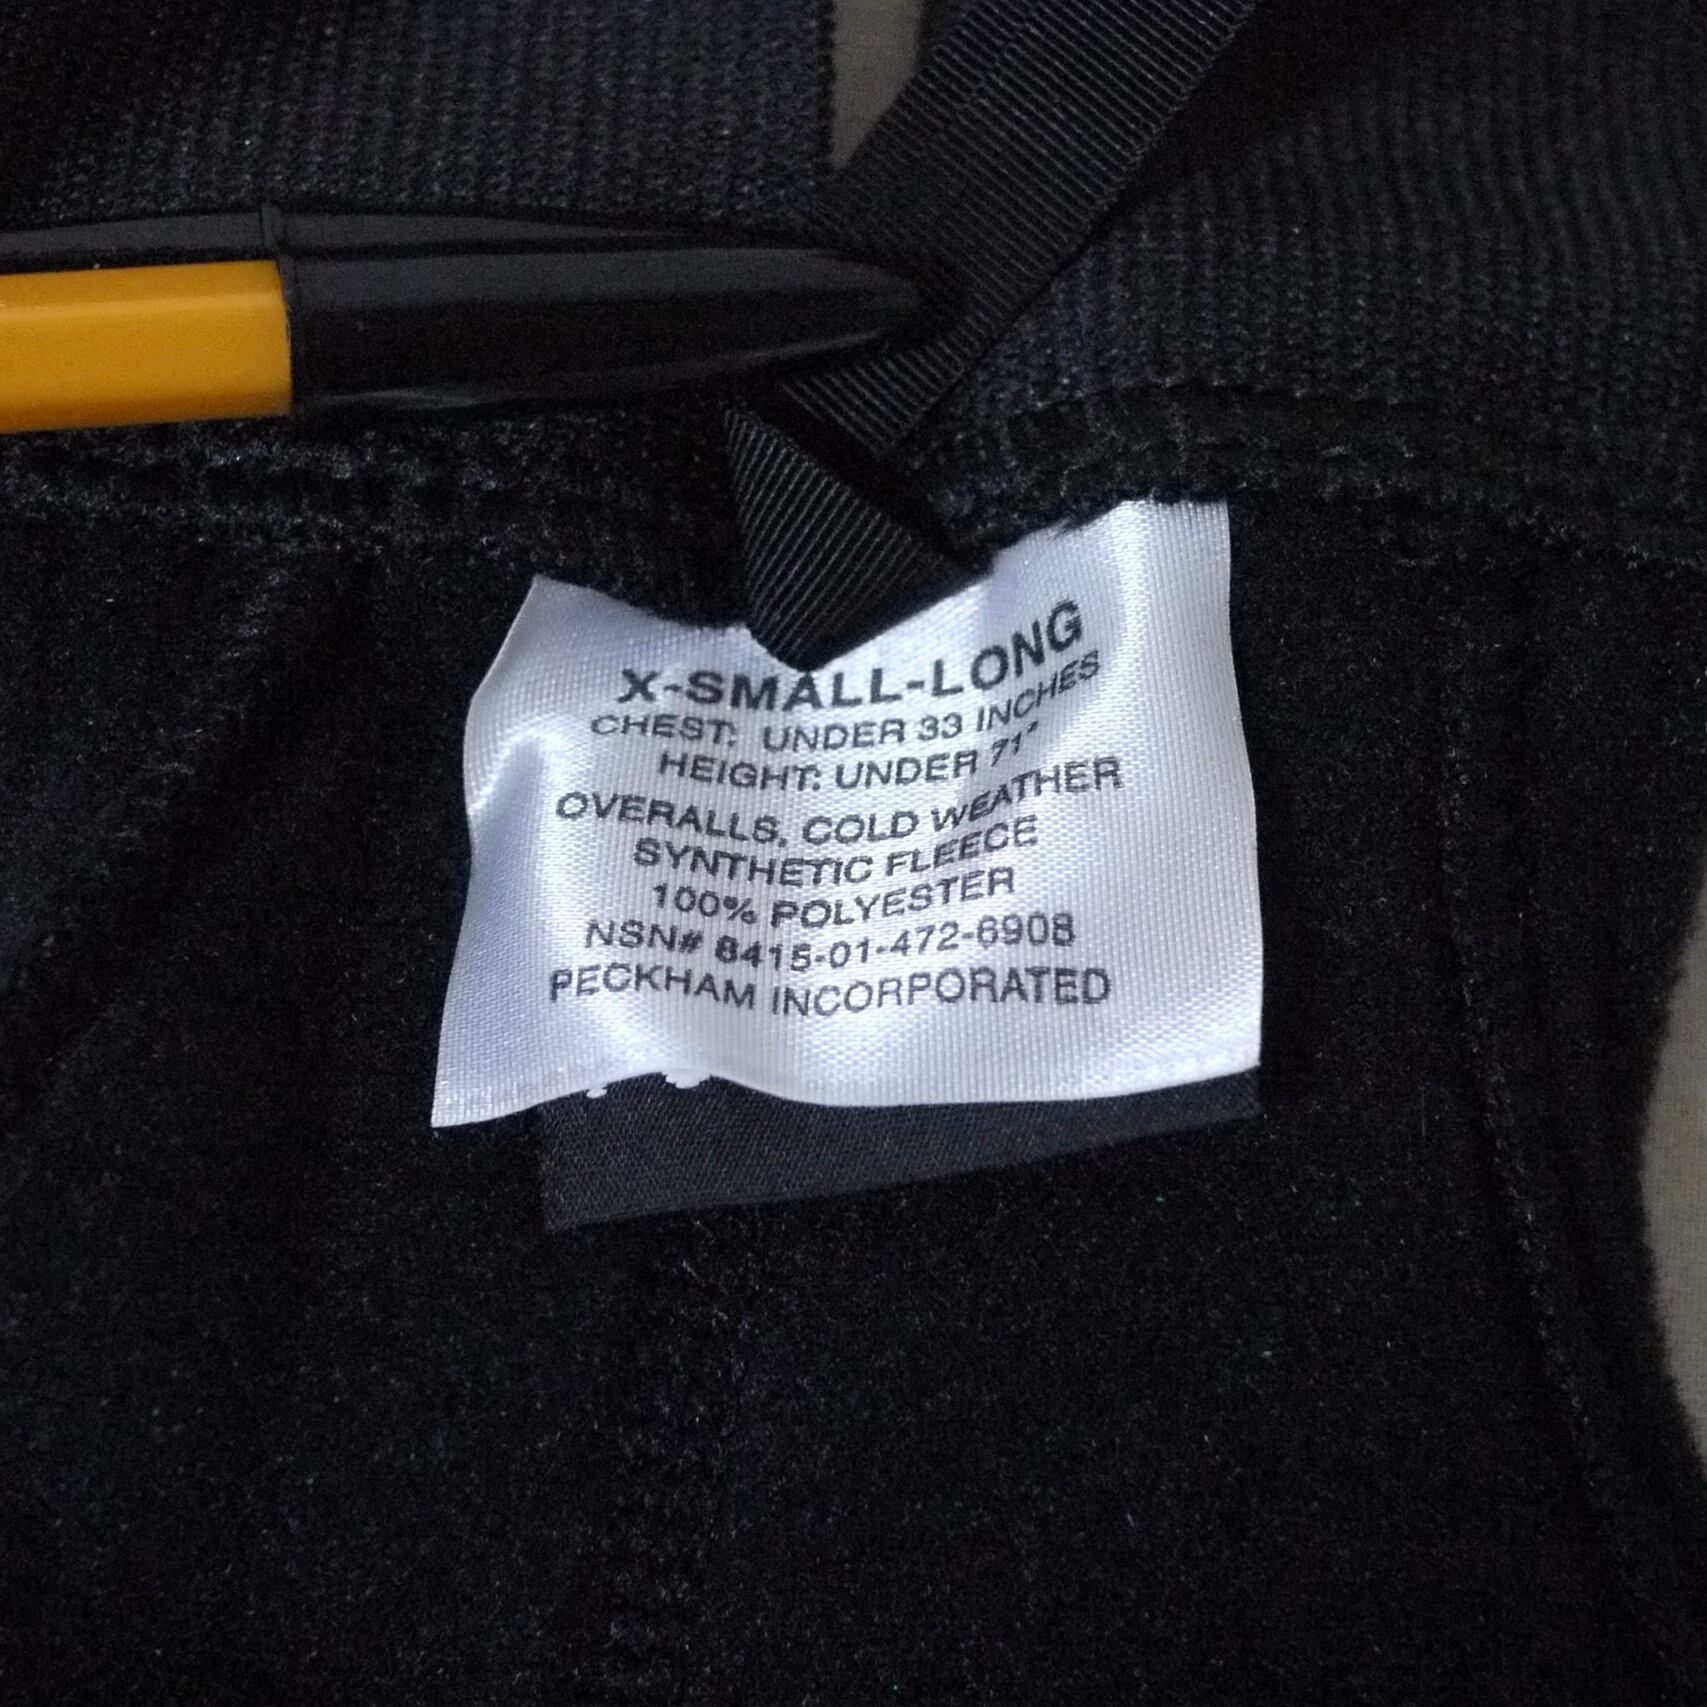 X-SMALL-LONG
CHEST: UNDER 33 INCHES
HEIGHT: UNDER 71"
OVERALLS, COLD WEATHER
SYNTHETIC FLEECE
100% POLYESTER
NSN# 8415-01-472-6908
PECKHAM INCORPORATED